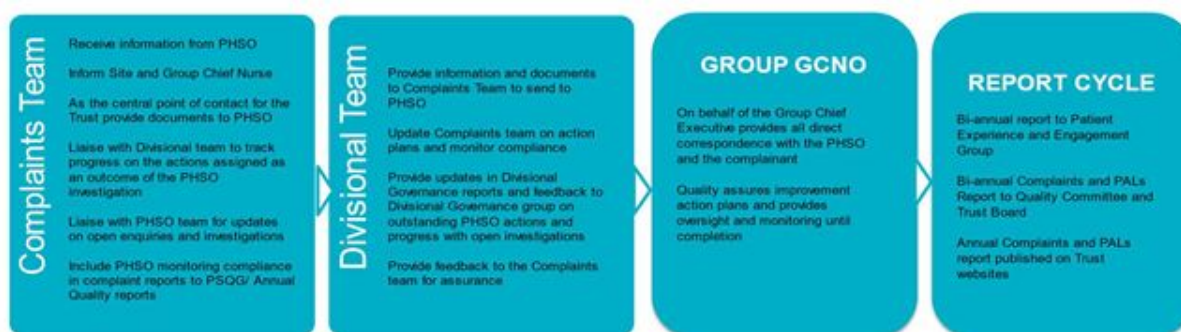 Complaints Team
Receive information from PHSO
Inform Site and Group Chief Nurse
As the central point of contact for the
Trust provide documents to PHSO
Liaise with Divisional team to track
progress on the actions assigned as
an outcome of the PHSO
investigation
Liaise with PHSO team for updates
on open enquiries and investigations
Include PHSO monitoring compliance
in complaint reports to PSQG/ Annual
Quality reports
Divisional Team
Provide information and documents
to Complaints Team to send to
PHSO
Update Complaints team on action
plans and monitor compliance
Provide updates in Divisional
Governance reports and feedback to
Divisional Governance group on
outstanding PHSO actions and
progress with open investigations
Provide feedback to the Complaints
team for assurance
GROUP GCNO
On behalf of the Group Chief
Executive provides all direct
correspondence with the PHSO
and the complainant
Quality assures improvement
action plans and provides
oversight and monitoring until
completion
REPORT CYCLE
Bi-annual report to Patient
Experience and Engagement
Group
Bi-annual Complaints and PALs
Report to Quality Committee and
Trust Board
Annual Complaints and PALs
report published on Trust
websites